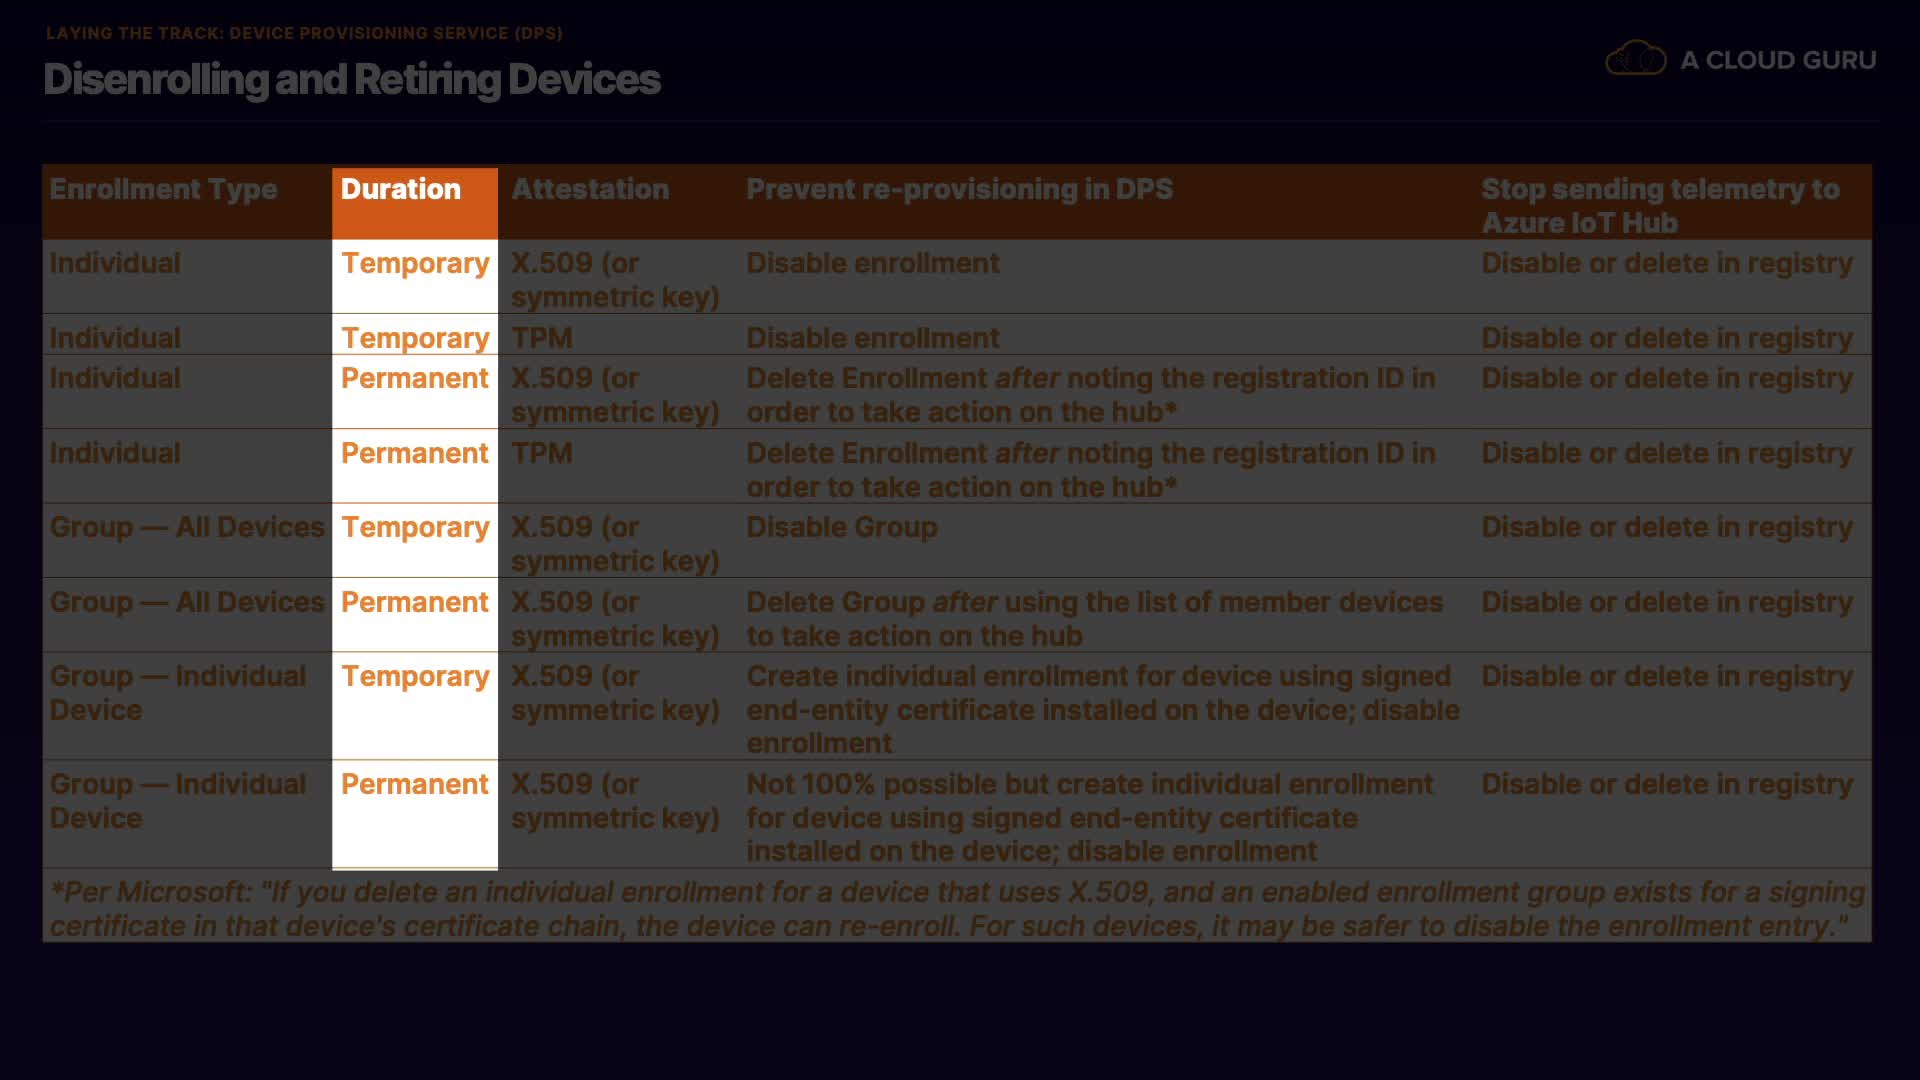 LAYING THE TRACK: DEVICE PROVISIONING SERVICE (DPS)
Disenrolling and Retiring Devices
A CLOUD GURU
Enrollment Type Duration Attestation Prevent re-provisioning in DPS Stop sending telemetry to
Azure IoT Hub
Individual Temporary X.509 (or Disable enrollment Disable or delete in registry
symmetric key)
Individual Temporary TPM Disable enrollment Disable or delete in registry
Individual Permanent X.509 (or Delete Enrollment after noting the registration ID in Disable or delete in registry
symmetric key) order to take action on the hub*
Individual Permanent TPM Delete Enrollment after noting the registration ID in Disable or delete in registry
order to take action on the hub*
Group — All Devices Temporary X.509 (or Disable Group Disable or delete in registry
symmetric key)
Group — All Devices Permanent X.509 (or Delete Group after using the list of member devices Disable or delete in registry
symmetric key) to take action on the hub
Group — Individual Temporary X.509 (or Create individual enrollment for device using signed Disable or delete in registry
Device symmetric key) end-entity certificate installed on the device; disable
enrollment
Group — Individual Permanent X.509 (or Not 100% possible but create individual enrollment Disable or delete in registry
Device symmetric key) for device using signed end-entity certificate
installed on the device; disable enrollment
*Per Microsoft: "If you delete an individual enrollment for a device that uses X.509, and an enabled enrollment group exists for a signing
certificate in that device's certificate chain, the device can re-enroll. For such devices, it may be safer to disable the enrollment entry."